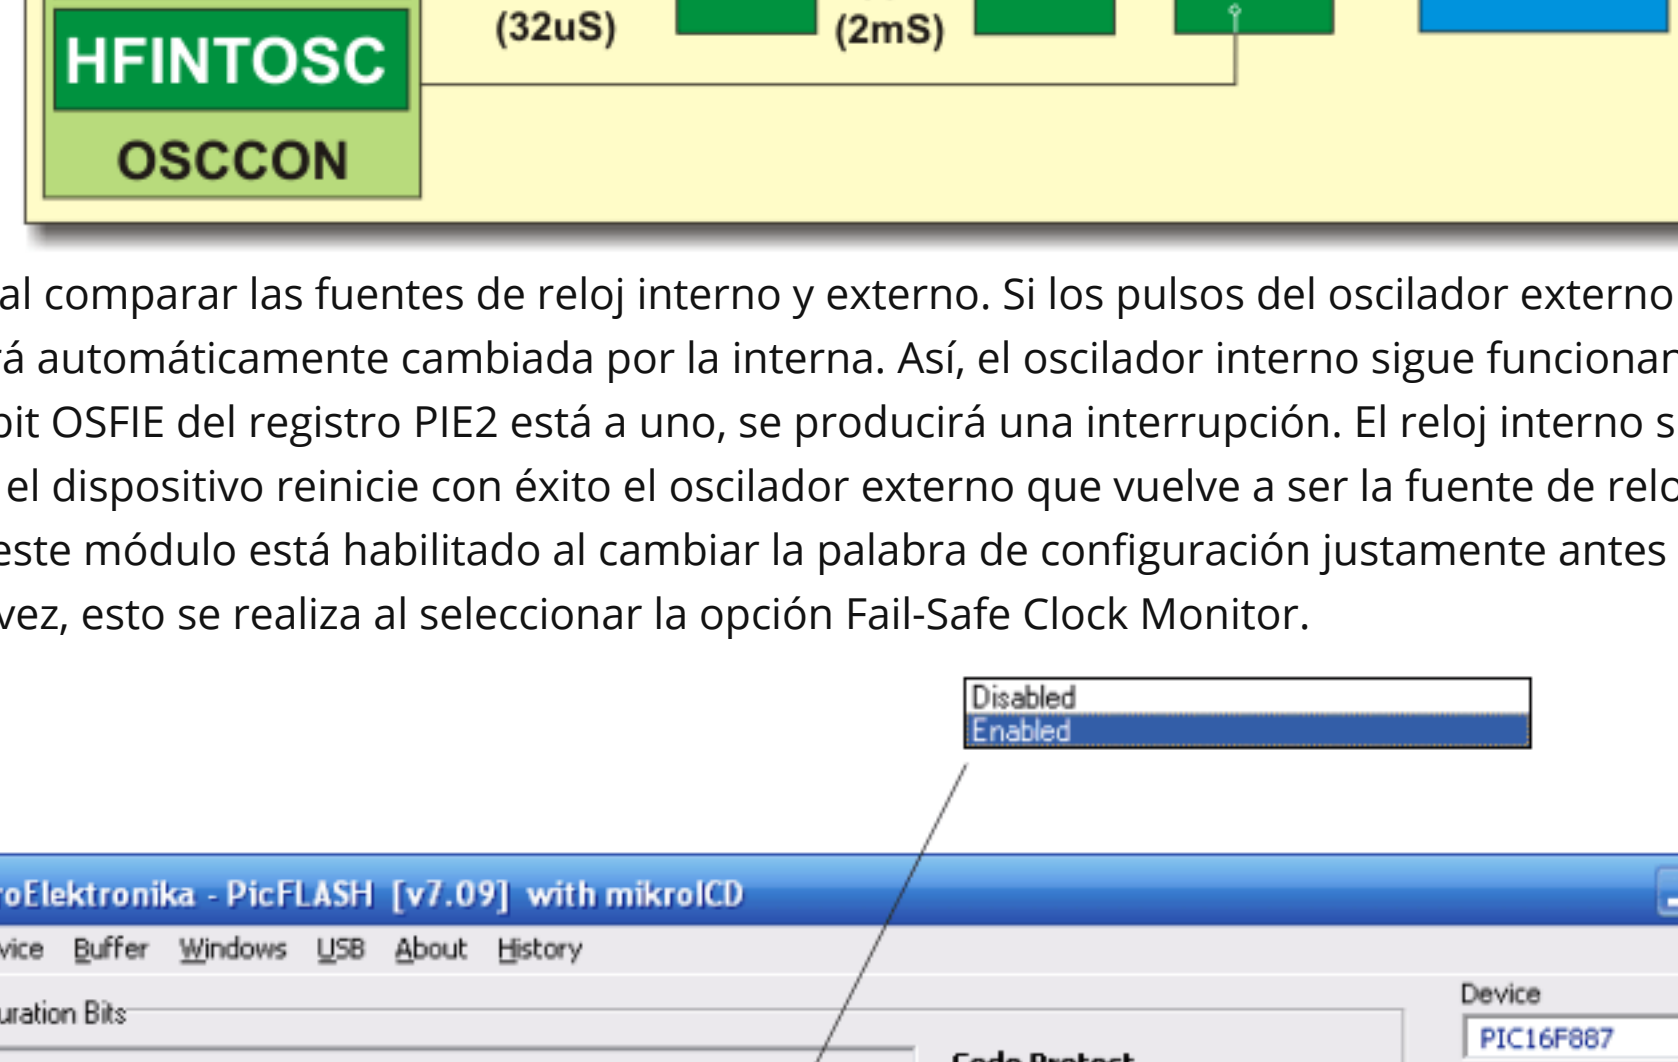 (32uS)
(2mS)
HFINTOSC
OSCCON
al comparar las fuentes de reloj interno y externo. Si los pulsos del oscilador externo
rá automáticamente cambiada por la interna. Así, el oscilador interno sigue funcionan
bit OSFIE del registro PIE2 está a uno, se producirá una interrupción. El reloj interno s
el dispositivo reinicie con éxito el oscilador externo que vuelve a ser la fuente de relo
este módulo está habilitado al cambiar la palabra de configuración justamente antes
vez, esto se realiza al seleccionar la opción Fail-Safe Clock Monitor.
Disabled
Enabled
roElektronika - PicFLASH [v7.09] with mikroICD
vice Buffer Windows USB About History
Device
uration Bits
PIC16F887
Code Protect